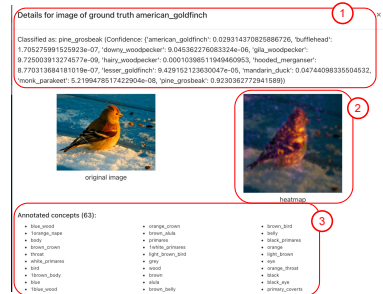 Details for image of ground truth american_goldfinch
1
×
Classified as: pine_grosbeak (Confidence: {'american_goldfinch': 0.029314370825886726, 'bufflehead':
1.705275991525923e-07, 'downy_woodpecker': 9.045362276083324e-06, 'gila_woodpecker':
9.725003913274577e-09, 'hairy_woodpecker': 0.00010398511949460953, 'hooded_merganser':
8.770313684181019e-07, 'lesser_goldfinch': 9.429152123630047e-05, 'mandarin_duck': 0.04744098335504532,
'monk_parakeet': 5.2199478517422904e-08, 'pine_grosbeak': 0.9230362772941589})
2
original image
heatmap
Annotated concepts (63):
3
blue_wood
1orange_nape
body
brown_crown
throat
white_primaries
bird
1brown_body
blue
1blue_wood
orange_crown
brown_alula
primaries
1white_primaries
light_brown_bird
grey
wood
brown
alula
brown_belly
brown_bird
belly
black_primaries
orange
light_brown
eye
orange_throat
black
black_eye
primary_coverts